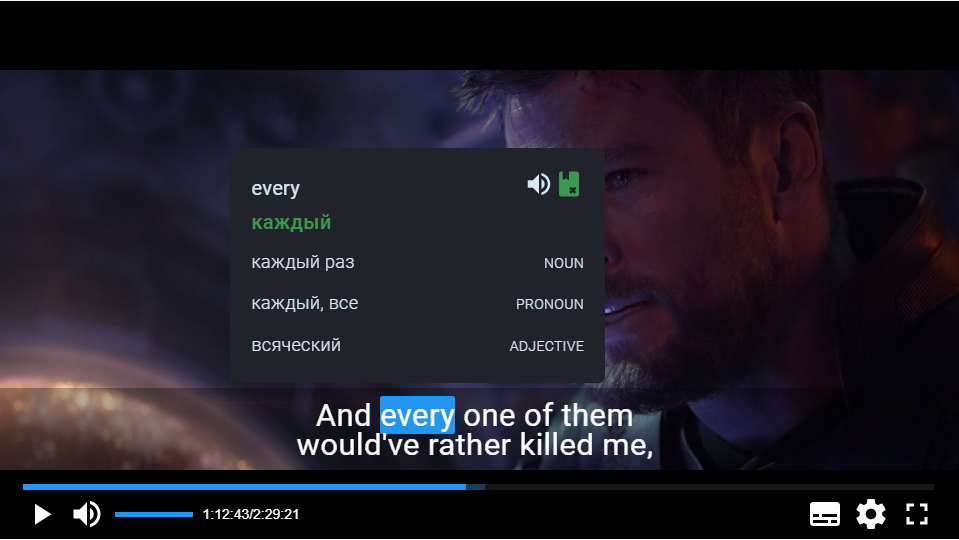 every
каждый
каждый раз NOUN
каждый, все PRONOUN
всяческий ADJECTIVE
And every one of them
would've rather killed me,
1:12:43/2:29:21